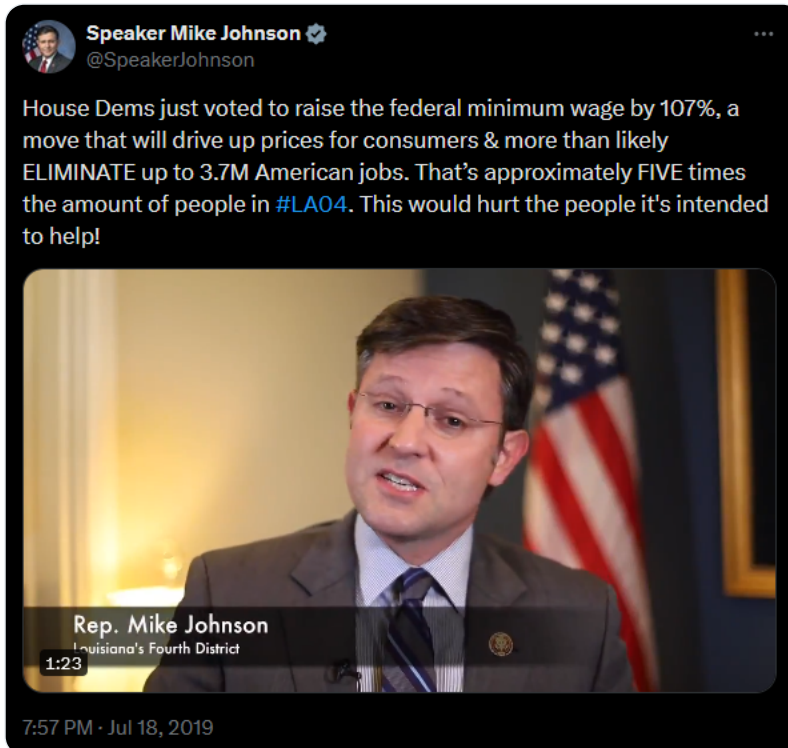 Speaker Mike Johnson
@SpeakerJohnson
House Dems just voted to raise the federal minimum wage by 107%, a
move that will drive up prices for consumers & more than likely
ELIMINATE up to 3.7M American jobs. That’s approximately FIVE times
the amount of people in #LA04. This would hurt the people it's intended
to help!
Rep. Mike Johnson
Louisiana's Fourth District
1:23
7:57 PM · Jul 18, 2019